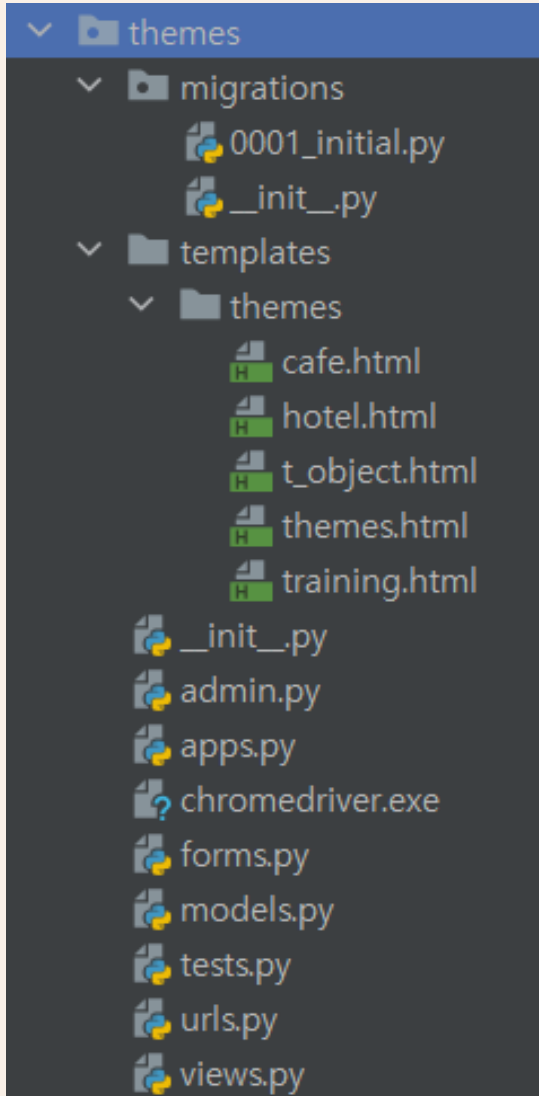 themes
migrations
0001_initial.py
__init__.py
templates
themes
cafe.html
hotel.html
t_object.html
themes.html
training.html
__init__.py
admin.py
apps.py
chromedriver.exe
forms.py
models.py
tests.py
urls.py
views.py